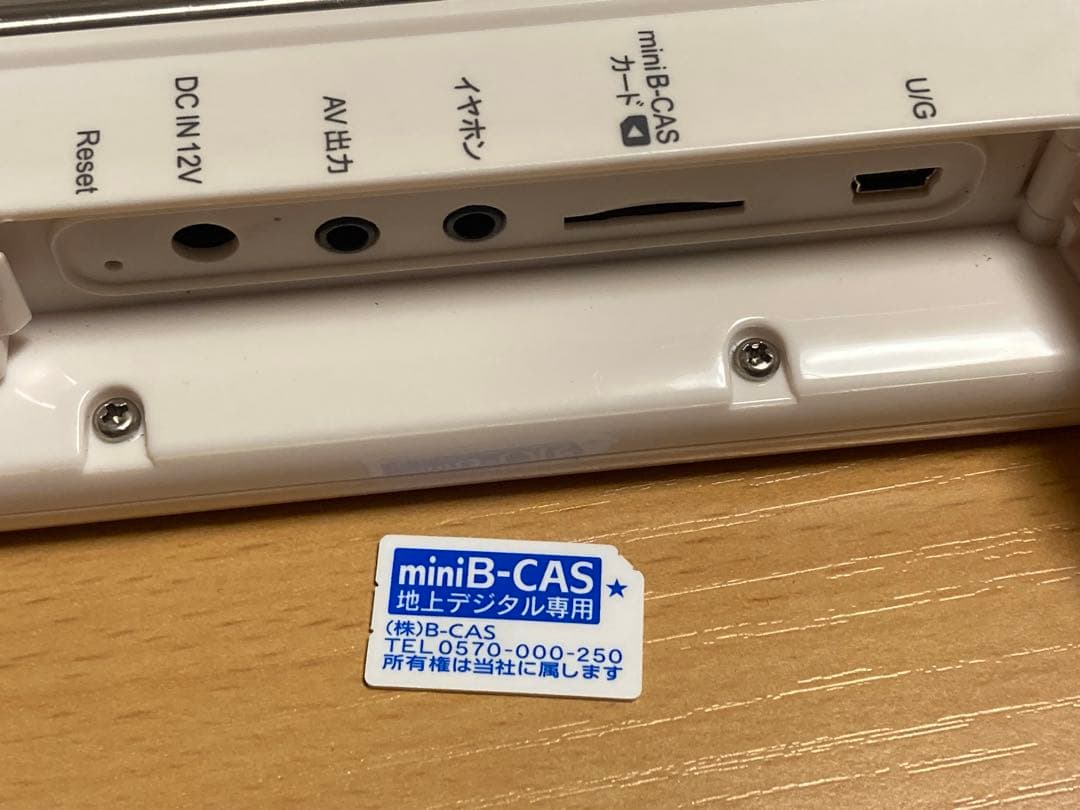 Reset
DC IN 12V
AV 出力
イヤホン
miniB-CAS
カード
U/G
miniB-CAS
地上デジタル専用
★
(株)B-CAS
TEL0570-000-250
所有権は当社に属します